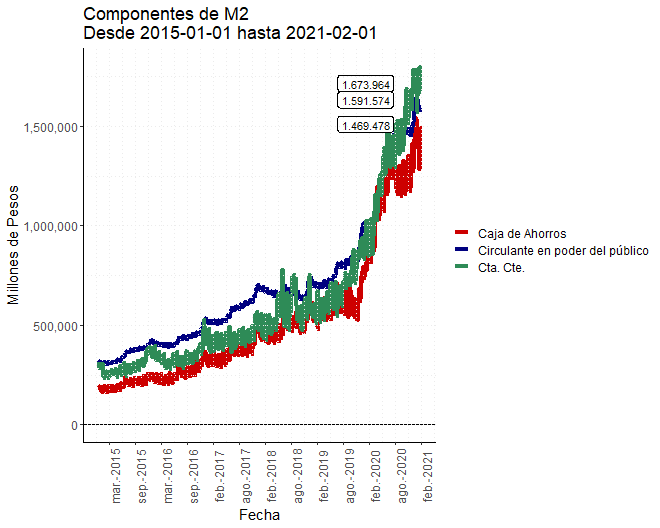 Componentes de M2
Desde 2015-01-01 hasta 2021-02-01
1.673.964
1.591.574
1.469.478
1,500,000
1,000,000
500,000
0
Millones de Pesos
mar.-2015
sep.-2015
mar.-2016
sep.-2016
feb.-2017
ago.-2017
feb.-2018
ago.-2018
feb.-2019
ago.-2019
feb.-2020
ago.-2020
feb.-2021
Fecha
Caja de Ahorros
Circulante en poder del público
Cta. Cte.